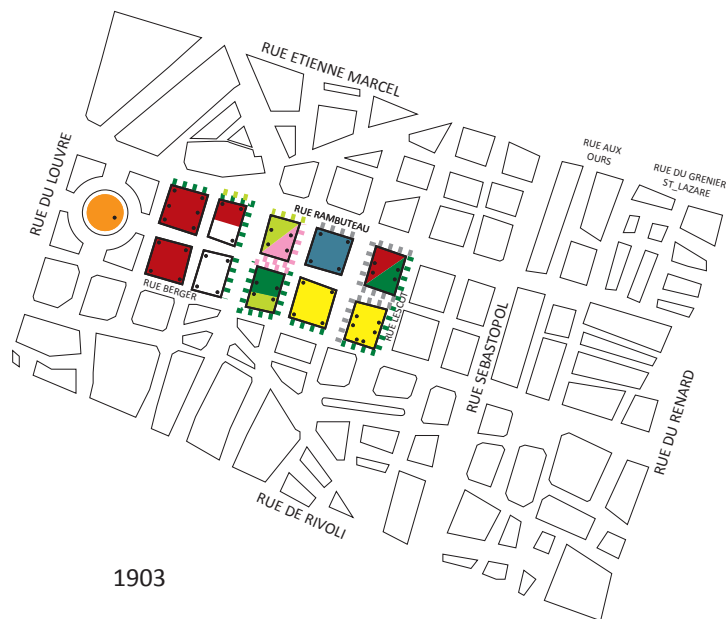 RUE ETIENNE MARCEL
RUE DU LOUVRE
RUE AUX
OURS
RUE DU GRENIER
ST_LAZARE
RUE RAMBUTEAU
RUE BERGER
RUE LESCOT
RUE SEBASTOPOL
RUE DU RENARD
RUE DE RIVOLI
1903